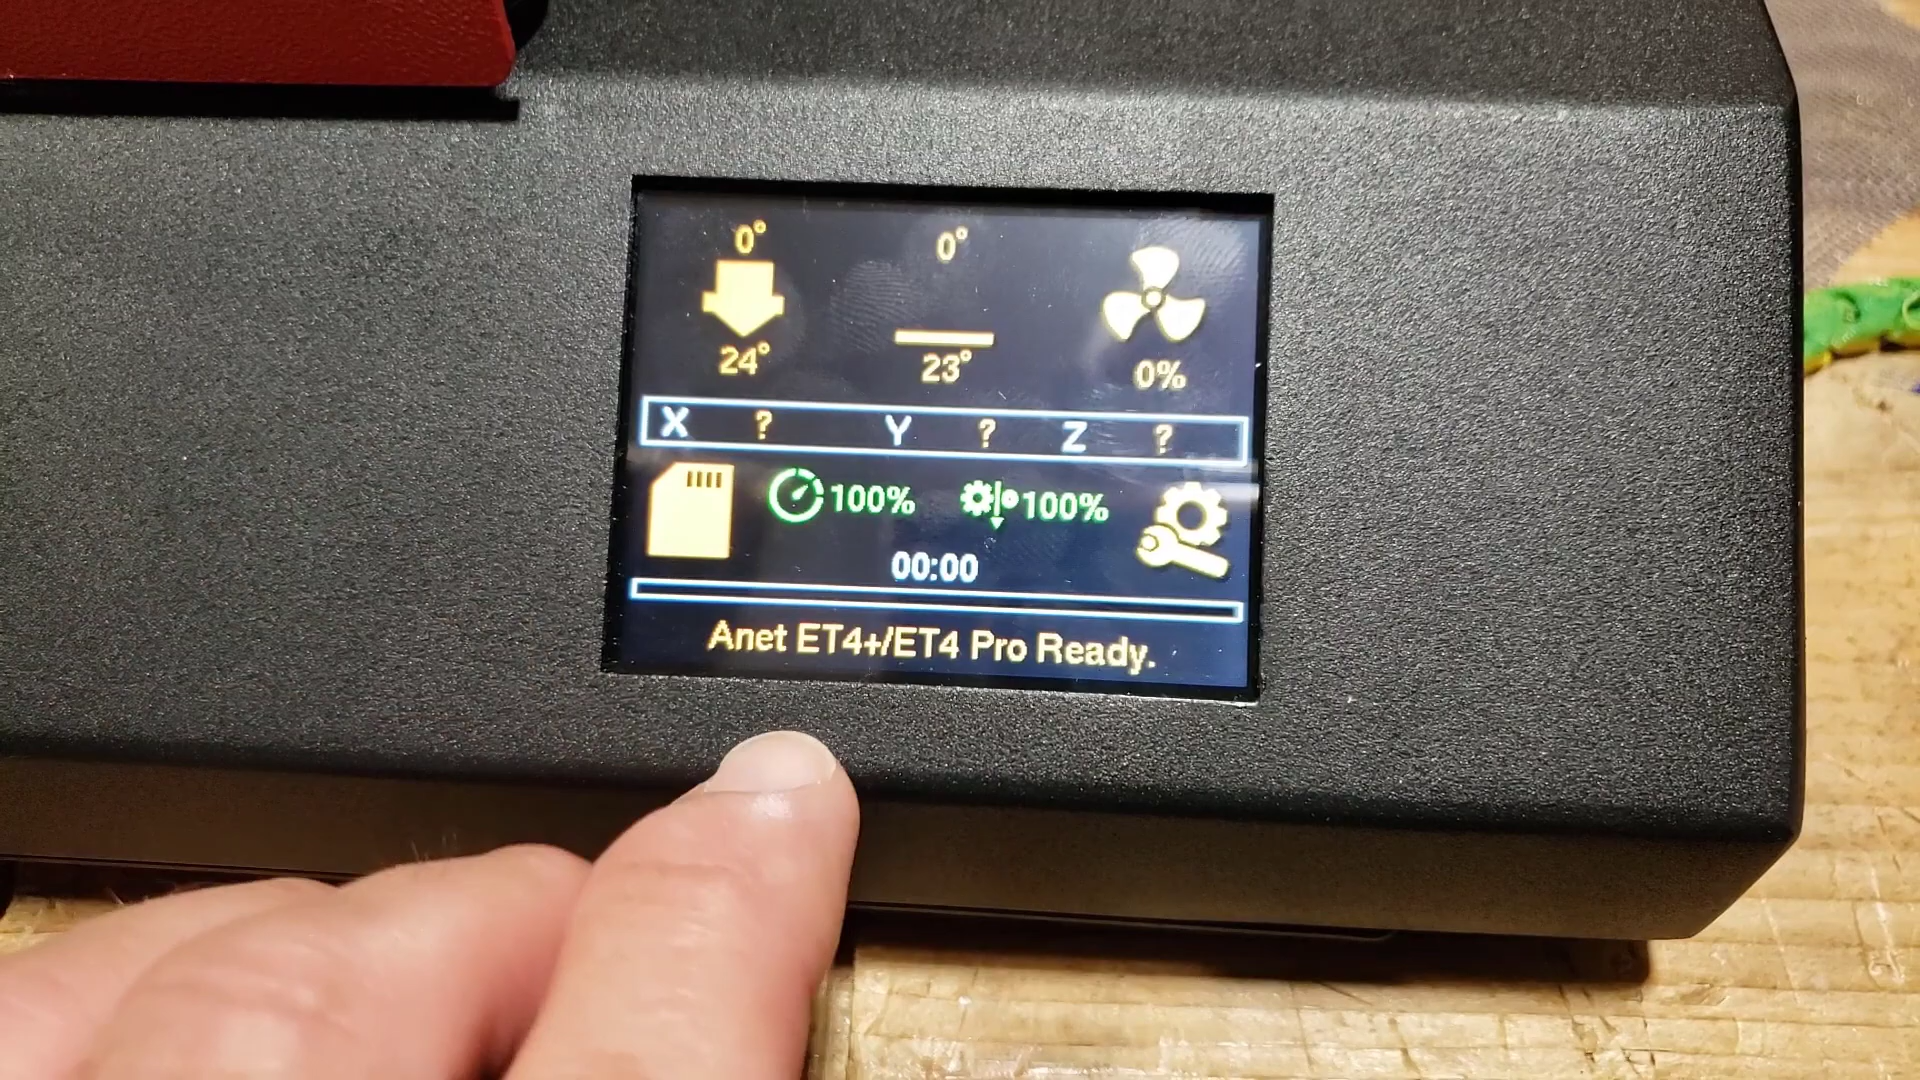 0° 0°
24° 23° 0%
X ? Y ? Z ?
100% 100%
00:00
Anet ET4+/ET4 Pro Ready.